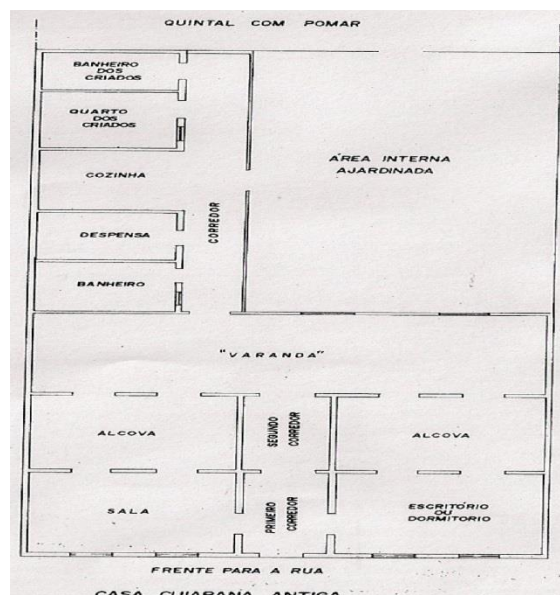 QUINTAL COM POMAR
BANHEIRO
DOS
CRIADOS
QUARTO
DOS
CRIADOS
COZINHA
DESPENSA
BANHEIRO
CORREDOR
ÁREA INTERNA
AJARDINADA
"VARANDA"
ALCOVA
SEGUNDO
CORREDOR
ALCOVA
SALA
PRIMEIRO
CORREDOR
ESCRITÓRIO
OU
DORMITORIO
FRENTE PARA A RUA
CASA CUIABANA ANTIGA